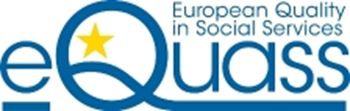 European Quality
in Social Services
eQuass